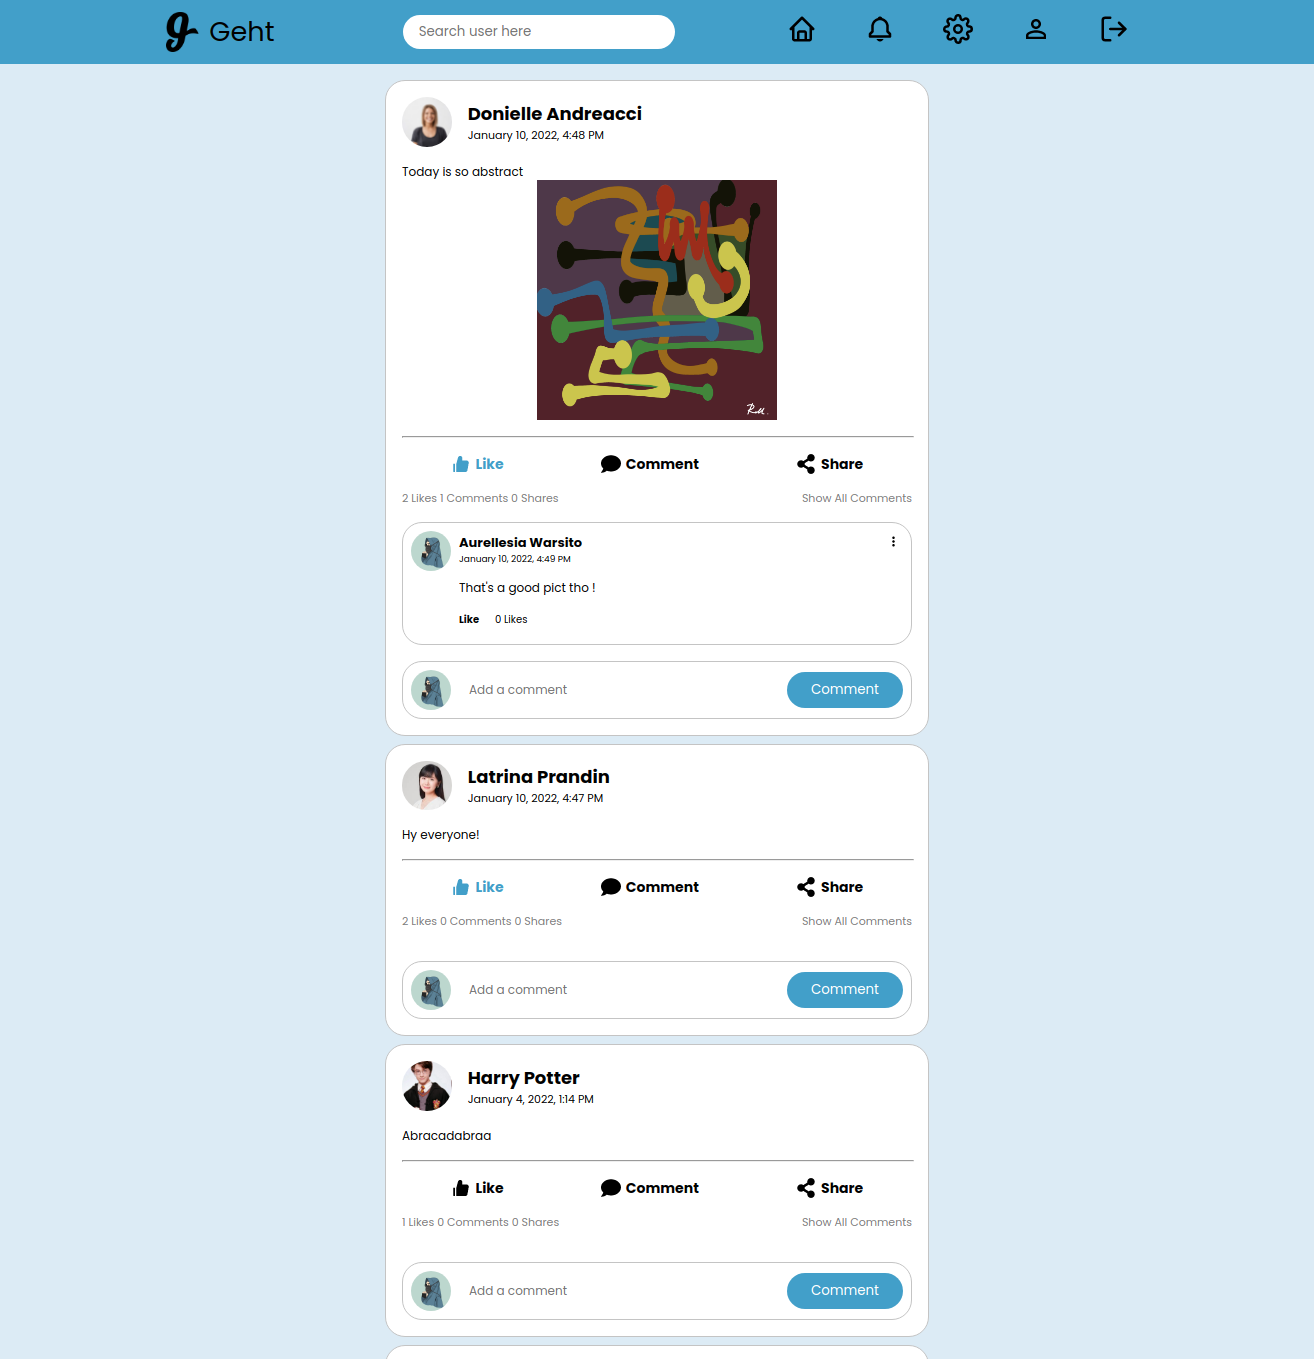 g Geht
Search user here
Donielle Andreacci
January 10, 2022, 4:48 PM
Today is so abstract
Like Comment Share
2 Likes 1 Comments 0 Shares Show All Comments
Aurellesia Warsito
January 10, 2022, 4:49 PM
That's a good pict tho !
Like 0 Likes
Add a comment Comment
Latrina Prandin
January 10, 2022, 4:47 PM
Hy everyone!
Like Comment Share
2 Likes 0 Comments 0 Shares Show All Comments
Add a comment Comment
Harry Potter
January 4, 2022, 1:14 PM
Abracadabraa
Like Comment Share
1 Likes 0 Comments 0 Shares Show All Comments
Add a comment Comment